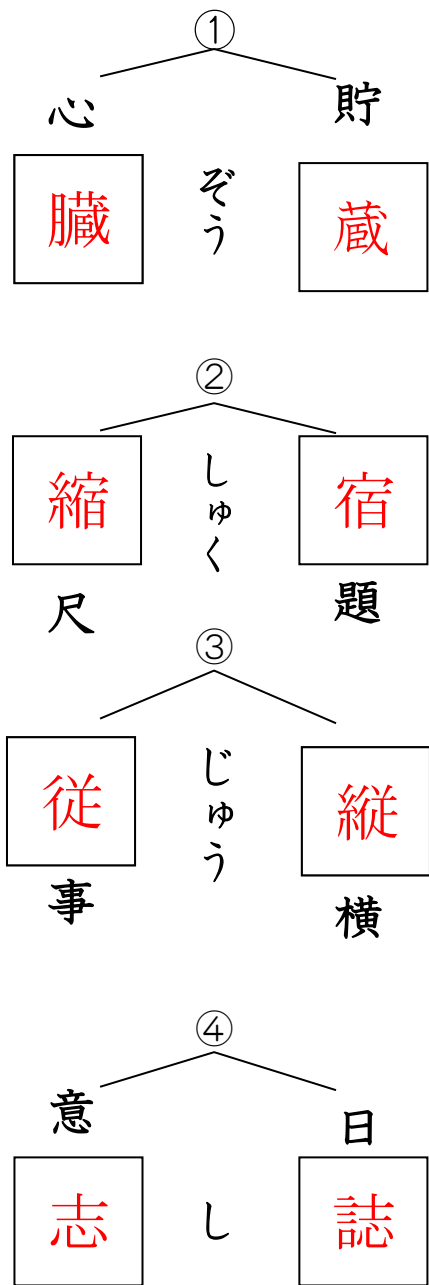 ①
貯蔵
ぞう
心臓
②
宿題
しゅく
縮尺
③
縦横
じゅう
従事
④
日誌
し
意志